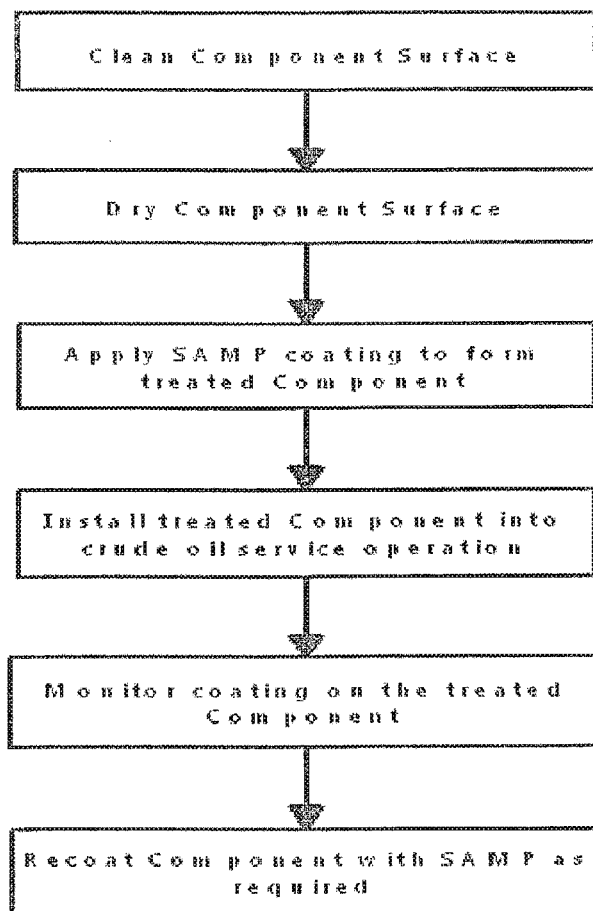 Clean Component Surface
Dry Component Surface
Apply SAMP coating to form
treated Component
Install treated Component into
crude oil service operation
Monitor coating on the treated
Component
Recoat Component with SAMP as
required